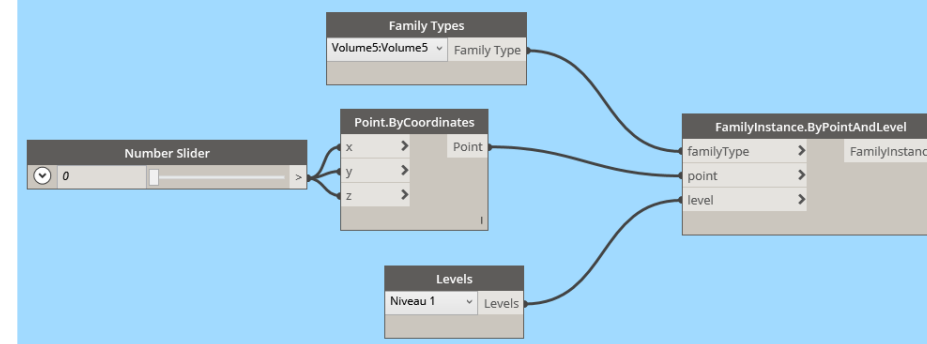 Family Types
Volume5:Volume5 Family Type
Point.ByCoordinates
x > Point
y >
z >
l
Number Slider
0 >
FamilyInstance.ByPointAndLevel
familyType > FamilyInstanc
point >
level >
Levels
Niveau 1 Levels